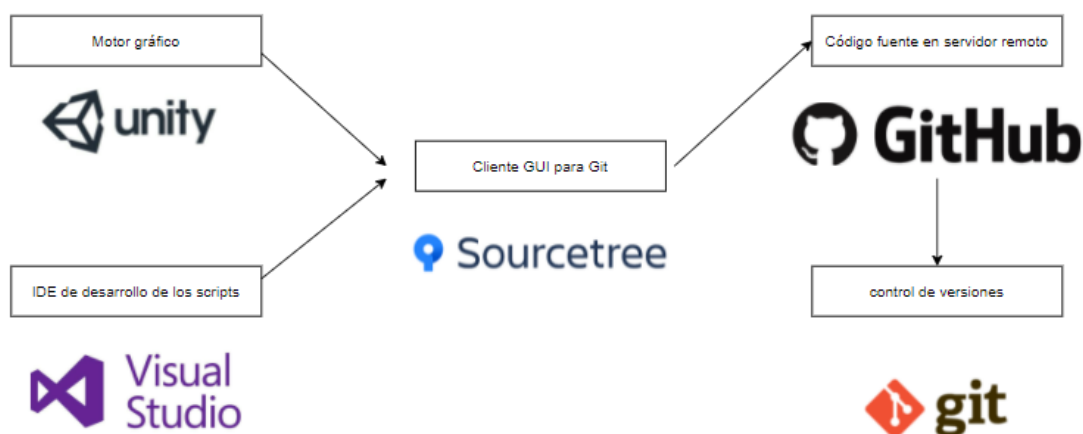 Motor gráfico
unity
IDE de desarrollo de los scripts
Visual
Studio
Cliente GUI para Git
Sourcetree
Código fuente en servidor remoto
GitHub
control de versiones
git